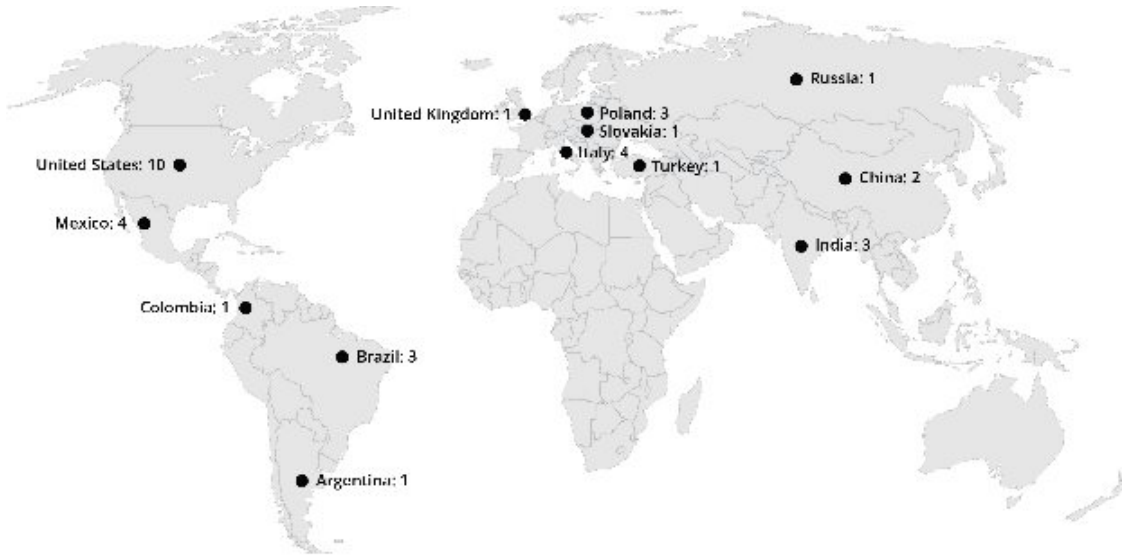 Russia: 1
United Kingdom: 1
Poland: 3
Slovakia: 1
Italy: 4
Turkey: 1
United States: 10
China: 2
Mexico: 4
India: 3
Colombia: 1
Brazil: 3
Argentina: 1